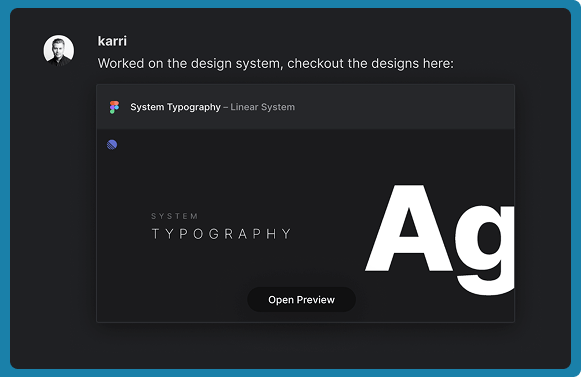 karri
Worked on the design system, checkout the designs here:
System Typography – Linear System
SYSTEM
TYPOGRAPHY
Ag
Open Preview